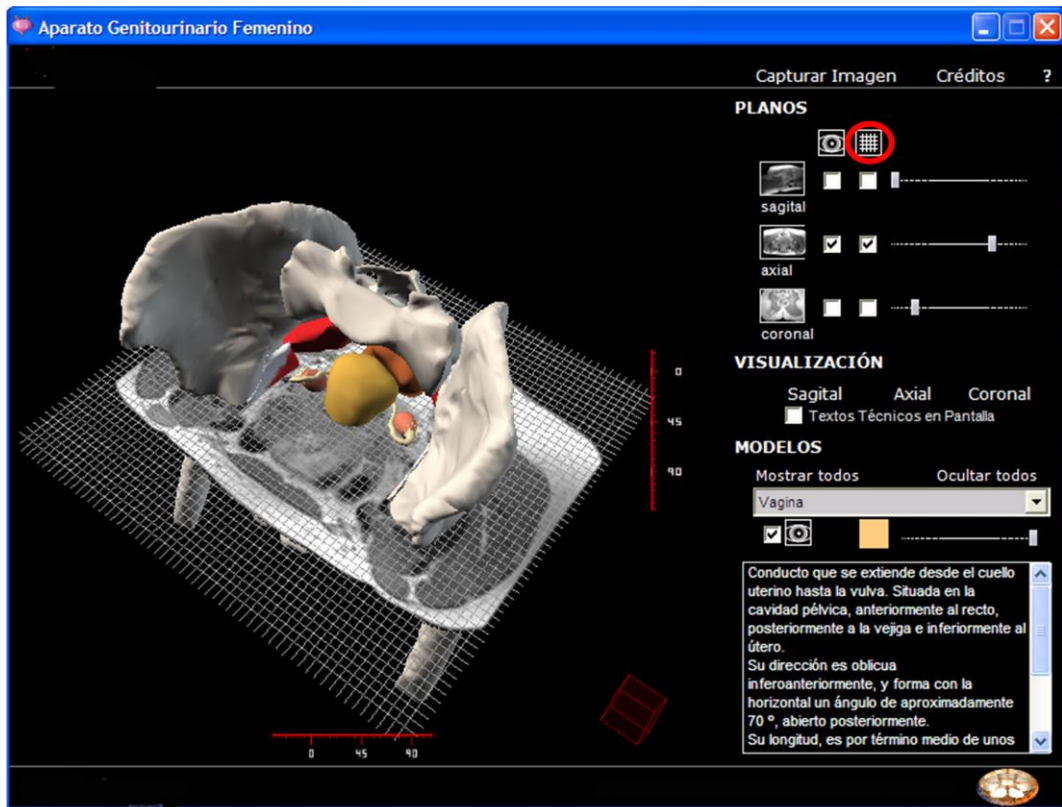 Aparato Genitourinario Femenino
Capturar Imagen Créditos ?
PLANOS
sagital
axial
coronal
VISUALIZACIÓN
Sagital Axial Coronal
Textos Técnicos en Pantalla
MODELOS
Mostrar todos Ocultar todos
Vagina
Conducto que se extiende desde el cuello
uterino hasta la vulva. Situada en la
cavidad pélvica, anteriormente al recto,
posteriormente a la vejiga e inferiormente al
útero.
Su dirección es oblicua
inferoanteriormente, y forma con la
horizontal un ángulo de aproximadamente
70 º, abierto posteriormente.
Su longitud, es por término medio de unos
0
45
90
0 45 90